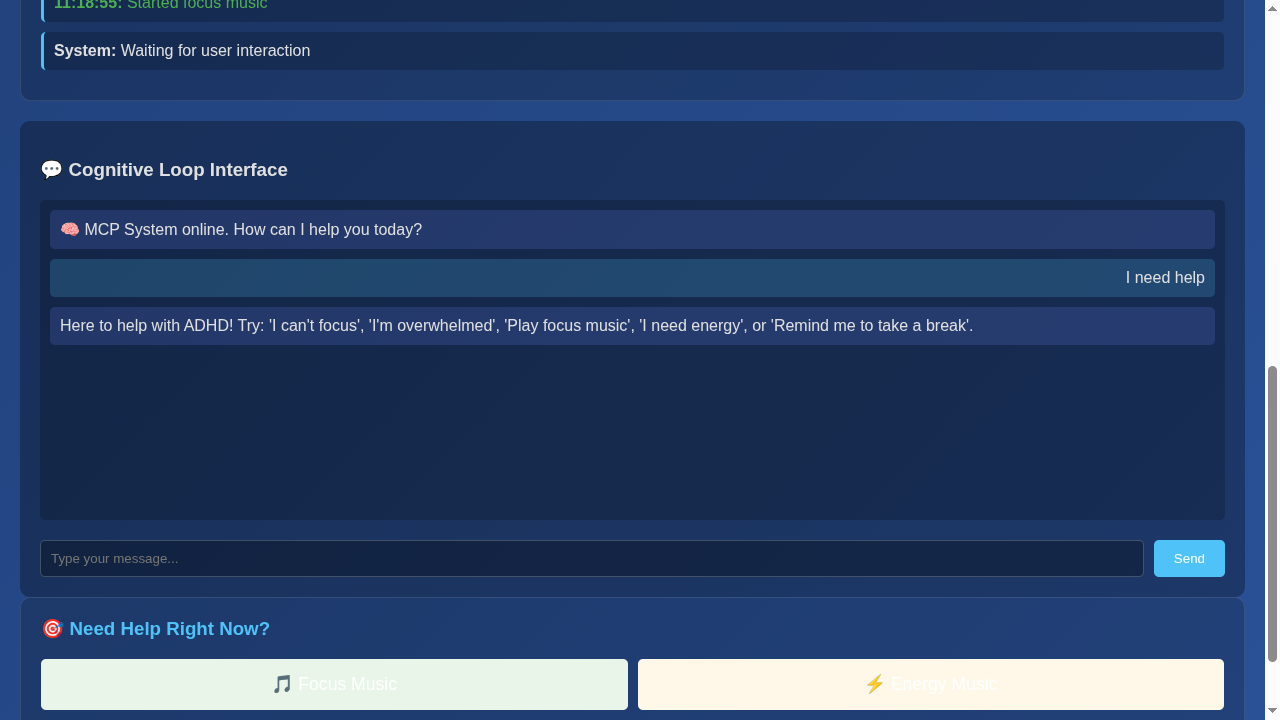 11:18:55: Started focus music
System: Waiting for user interaction
💬 Cognitive Loop Interface
🧠 MCP System online. How can I help you today?
I need help
Here to help with ADHD! Try: 'I can't focus', 'I'm overwhelmed', 'Play focus music', 'I need energy', or 'Remind me to take a break'.
Type your message...
Send
🎯 Need Help Right Now?
🎵 Focus Music
⚡ Energy Music